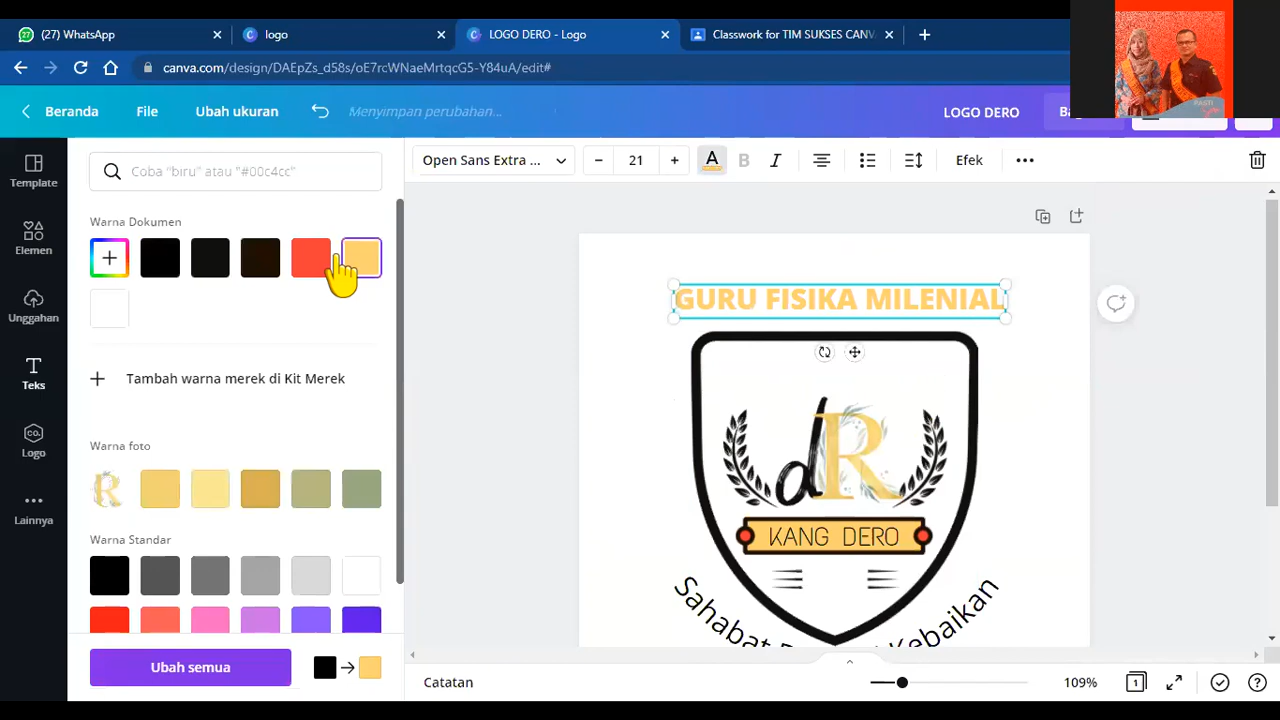 (27) WhatsApp
logo
LOGO DERO - Logo
Classwork for TIM SUKSES CANV
canva.com/design/DAEpZs_d58s/oE7rcWNaeMrtqcG5-Y84uA/edit#
Beranda
File
Ubah ukuran
Menyimpan perubahan...
LOGO DERO
Template
Elemen
Unggahan
Teks
Logo
Lainnya
Coba "biru" atau "#00c4cc"
Warna Dokumen
Tambah warna merek di Kit Merek
Warna foto
Warna Standar
Ubah semua
Open Sans Extra ...
21
A
B
I
Efek
GURU FISIKA MILENIAL
dR
KANG DERO
Sahabat
Kebaikan
Catatan
109%
1